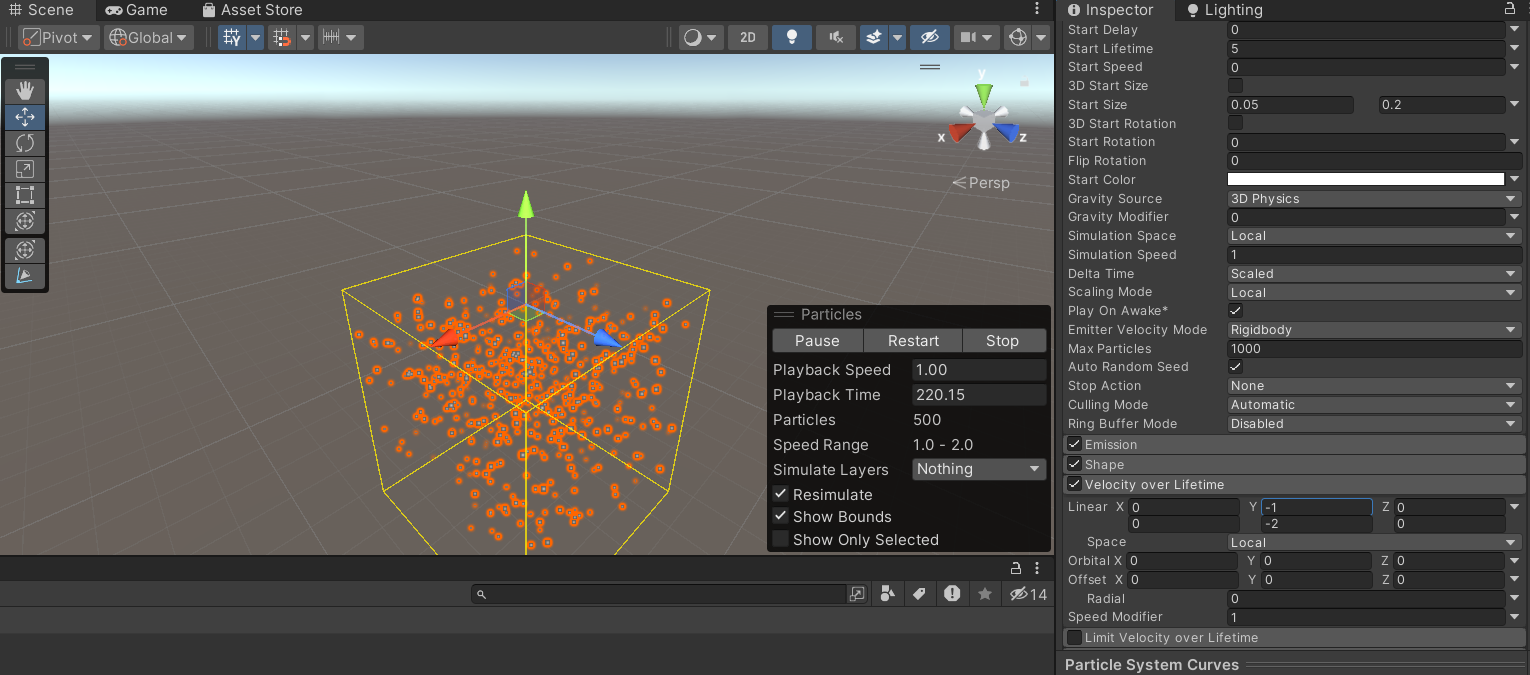 Scene Game Asset Store
Pivot Global 2D
y
x z
Persp
Particles
Pause Restart Stop
Playback Speed 1.00
Playback Time 220.15
Particles 500
Speed Range 1.0 - 2.0
Simulate Layers Nothing
Resimulate
Show Bounds
Show Only Selected
14
Inspector Lighting
Start Delay 0
Start Lifetime 5
Start Speed 0
3D Start Size
Start Size 0.05 0.2
3D Start Rotation
Start Rotation 0
Flip Rotation 0
Start Color
Gravity Source 3D Physics
Gravity Modifier 0
Simulation Space Local
Simulation Speed 1
Delta Time Scaled
Scaling Mode Local
Play On Awake*
Emitter Velocity Mode Rigidbody
Max Particles 1000
Auto Random Seed
Stop Action None
Culling Mode Automatic
Ring Buffer Mode Disabled
Emission
Shape
Velocity over Lifetime
Linear X 0 Y -1 Z 0
0 -2 0
Space Local
Orbital X 0 Y 0 Z 0
Offset X 0 Y 0 Z 0
Radial 0
Speed Modifier 1
Limit Velocity over Lifetime
Particle System Curves